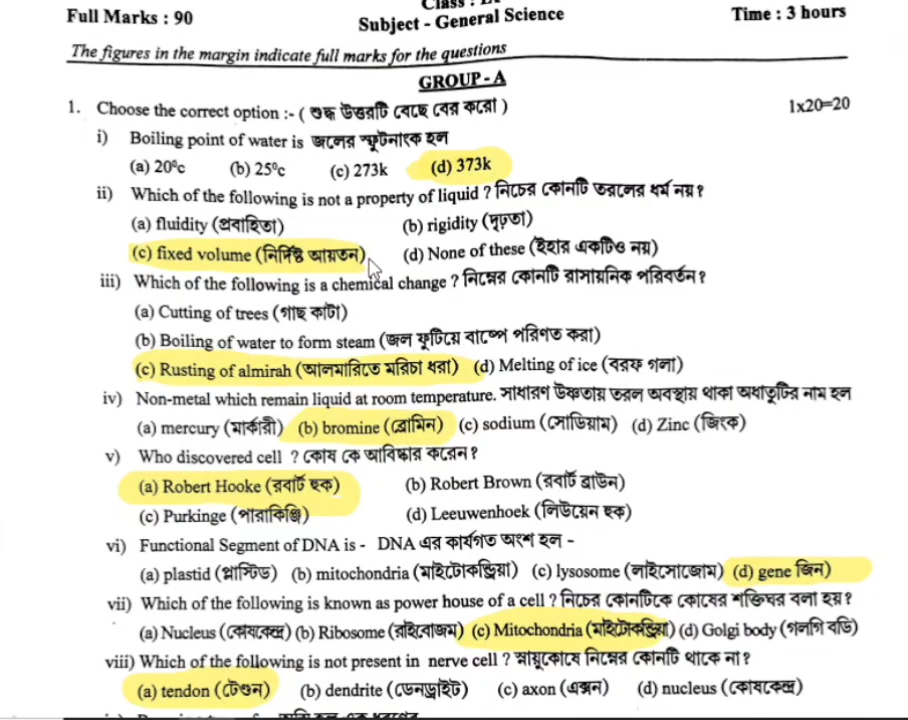 Full Marks : 90
Subject - General Science
Time : 3 hours
The figures in the margin indicate full marks for the questions
GROUP - A
1. Choose the correct option :- ( শুদ্ধ উত্তৰটি বেছে বের করো ) 1x20=20
i) Boiling point of water is জলের স্ফুটনাংক হল
(a) 20⁰c (b) 25⁰c (c) 273k (d) 373k
ii) Which of the following is not a property of liquid ? নিচের কোনটি তরলের ধর্ম নয় ?
(a) fluidity (প্রবাহিতা) (b) rigidity (দৃঢ়তা)
(c) fixed volume (নির্দিষ্ট আয়তন) (d) None of these (ইহার একটিও নয়)
iii) Which of the following is a chemical change ? নিম্নের কোনটি রাসায়নিক পরিবর্তন ?
(a) Cutting of trees (গাছ কাটা)
(b) Boiling of water to form steam (জল ফুটিয়ে বাষ্পে পরিণত করা)
(c) Rusting of almirah (আলমারিতে মরিচা ধরা) (d) Melting of ice (বরফ গলা)
iv) Non-metal which remain liquid at room temperature. সাধারণ উষ্ণতায় তরল অবস্থায় থাকা অধাতুটির নাম হল
(a) mercury (মার্কারী) (b) bromine (ব্রোমিন) (c) sodium (সোডিয়াম) (d) Zinc (জিংক)
v) Who discovered cell ? কোষ কে আবিষ্কার করেন ?
(a) Robert Hooke (রবার্ট হুক) (b) Robert Brown (রবার্ট ব্রাউন)
(c) Purkinge (পারাকিঞ্জি) (d) Leeuwenhoek (লিউয়েন হুক)
vi) Functional Segment of DNA is - DNA এর কার্যগত অংশ হল -
(a) plastid (প্লাস্টিড) (b) mitochondria (মাইটোকণ্ড্রিয়া) (c) lysosome (লাইসোজোম) (d) gene জিন)
vii) Which of the following is known as power house of a cell ? নিচের কোনটিকে কোষের শক্তিঘর বলা হয় ?
(a) Nucleus (কোষকেন্দ্র) (b) Ribosome (রাইবোজম) (c) Mitochondria (মাইটোকণ্ড্রিয়া) (d) Golgi body (গলগি বডি)
viii) Which of the following is not present in nerve cell ? স্নায়ুকোষে নিম্নের কোনটি থাকে না ?
(a) tendon (টেণ্ডন) (b) dendrite (ডেনড্রাইট) (c) axon (এক্সন) (d) nucleus (কোষকেন্দ্র)